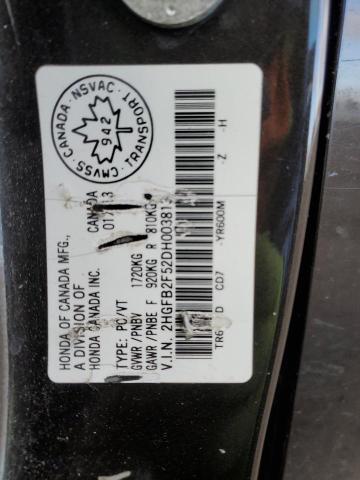 HONDA OF CANADA MFG.,
A DIVISION OF
HONDA CANADA INC. CANADA
TYPE: PC/VT 01 13
GVWR/PNBV 1720KG
GAWR/PNBE F 920KG R 810KG
V.I.N. 2HGFB2F52DH003813
TR6 D CD7 -YR600M -Z -H
CMVSS CANADA-NSVAC
942
TRANSPORT